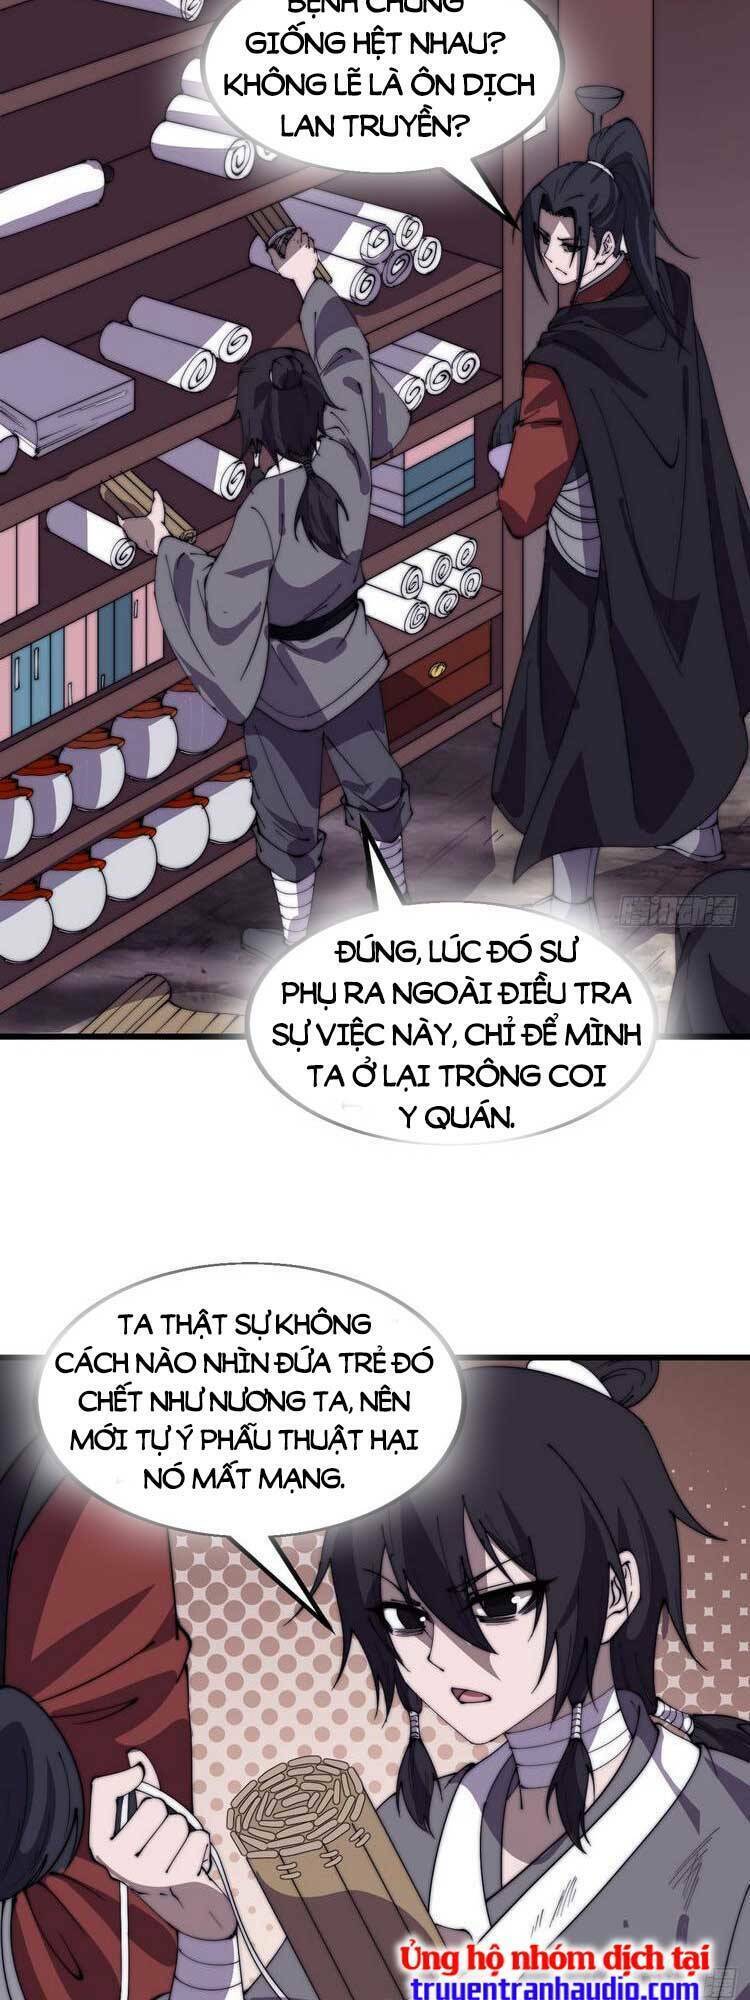 BỆNH CHỨNG
GIỐNG HỆT NHAU?
KHÔNG LẼ LÀ ÔN DỊCH
LAN TRUYỀN?
ĐÚNG, LÚC ĐÓ SƯ
PHỤ RA NGOÀI ĐIỀU TRA
SỰ VIỆC NÀY, CHỈ ĐỂ MÌNH
TA Ở LẠI TRÔNG COI
Y QUÁN.
TA THẬT SỰ KHÔNG
CÁCH NÀO NHÌN ĐỨA TRẺ ĐÓ
CHẾT NHƯ NƯƠNG TA, NÊN
MỚI TỰ Ý PHẪU THUẬT HẠI
NÓ MẤT MẠNG.
Ủng hộ nhóm dịch tại
truyentranhaudio.com